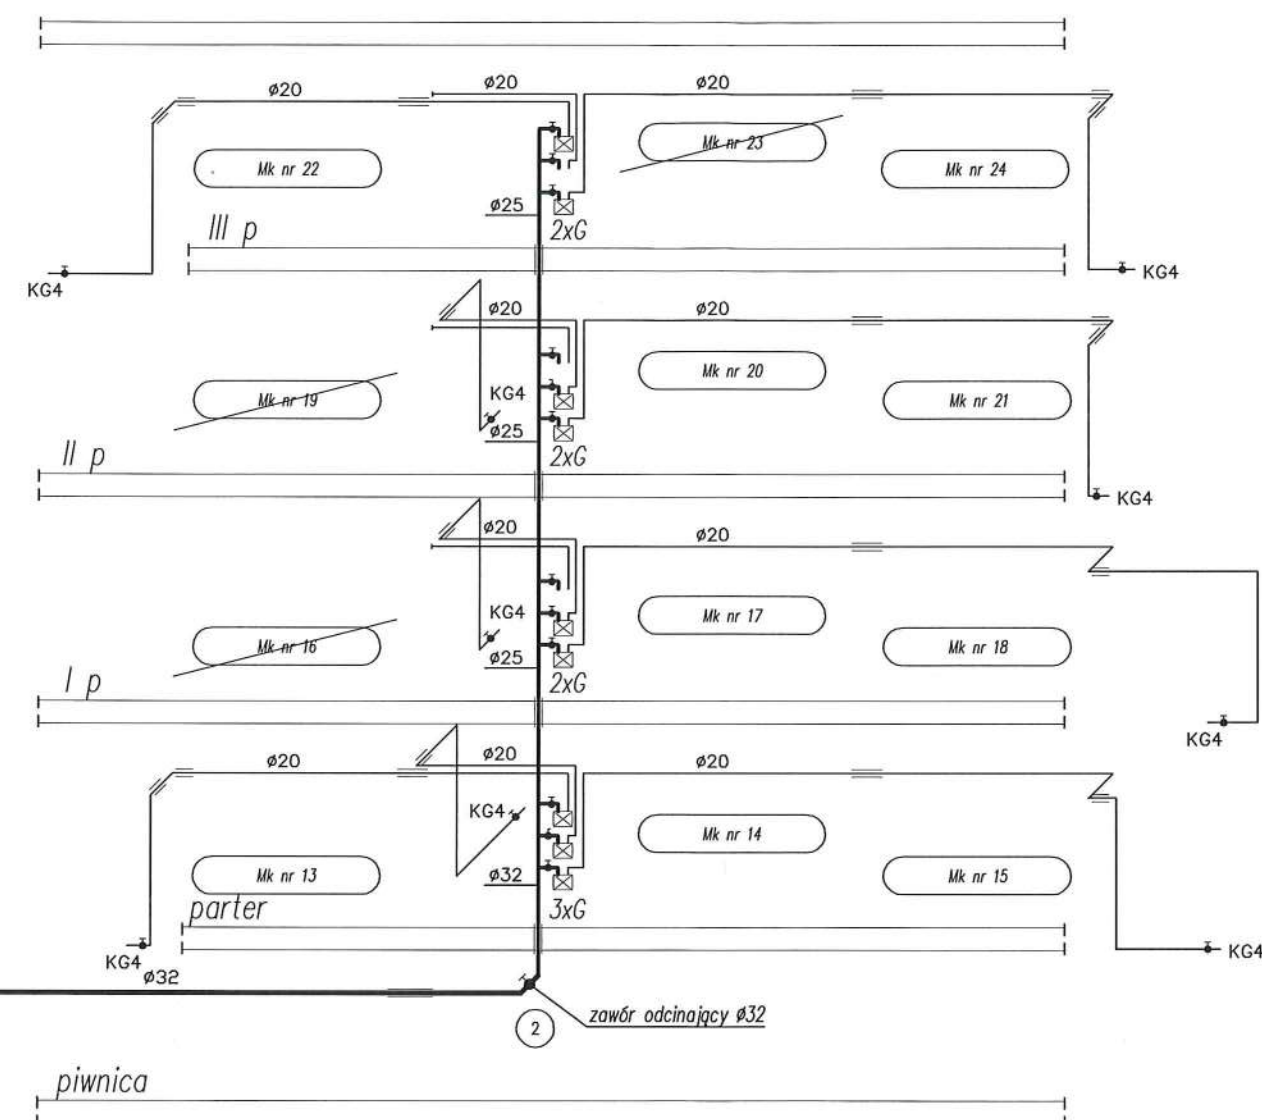 ø20
ø20
ø20
Mk nr 22
Mk nr 23
Mk nr 24
ø25
2xG
III p
KG4
KG4
ø20
ø20
Mk nr 19
KG4
Mk nr 20
Mk nr 21
ø25
2xG
II p
KG4
ø20
ø20
Mk nr 16
KG4
Mk nr 17
Mk nr 18
ø25
2xG
I p
KG4
ø20
ø20
ø20
KG4
Mk nr 14
Mk nr 13
ø32
Mk nr 15
parter
3xG
KG4
KG4
ø32
zawór odcinający ø32
2
piwnica